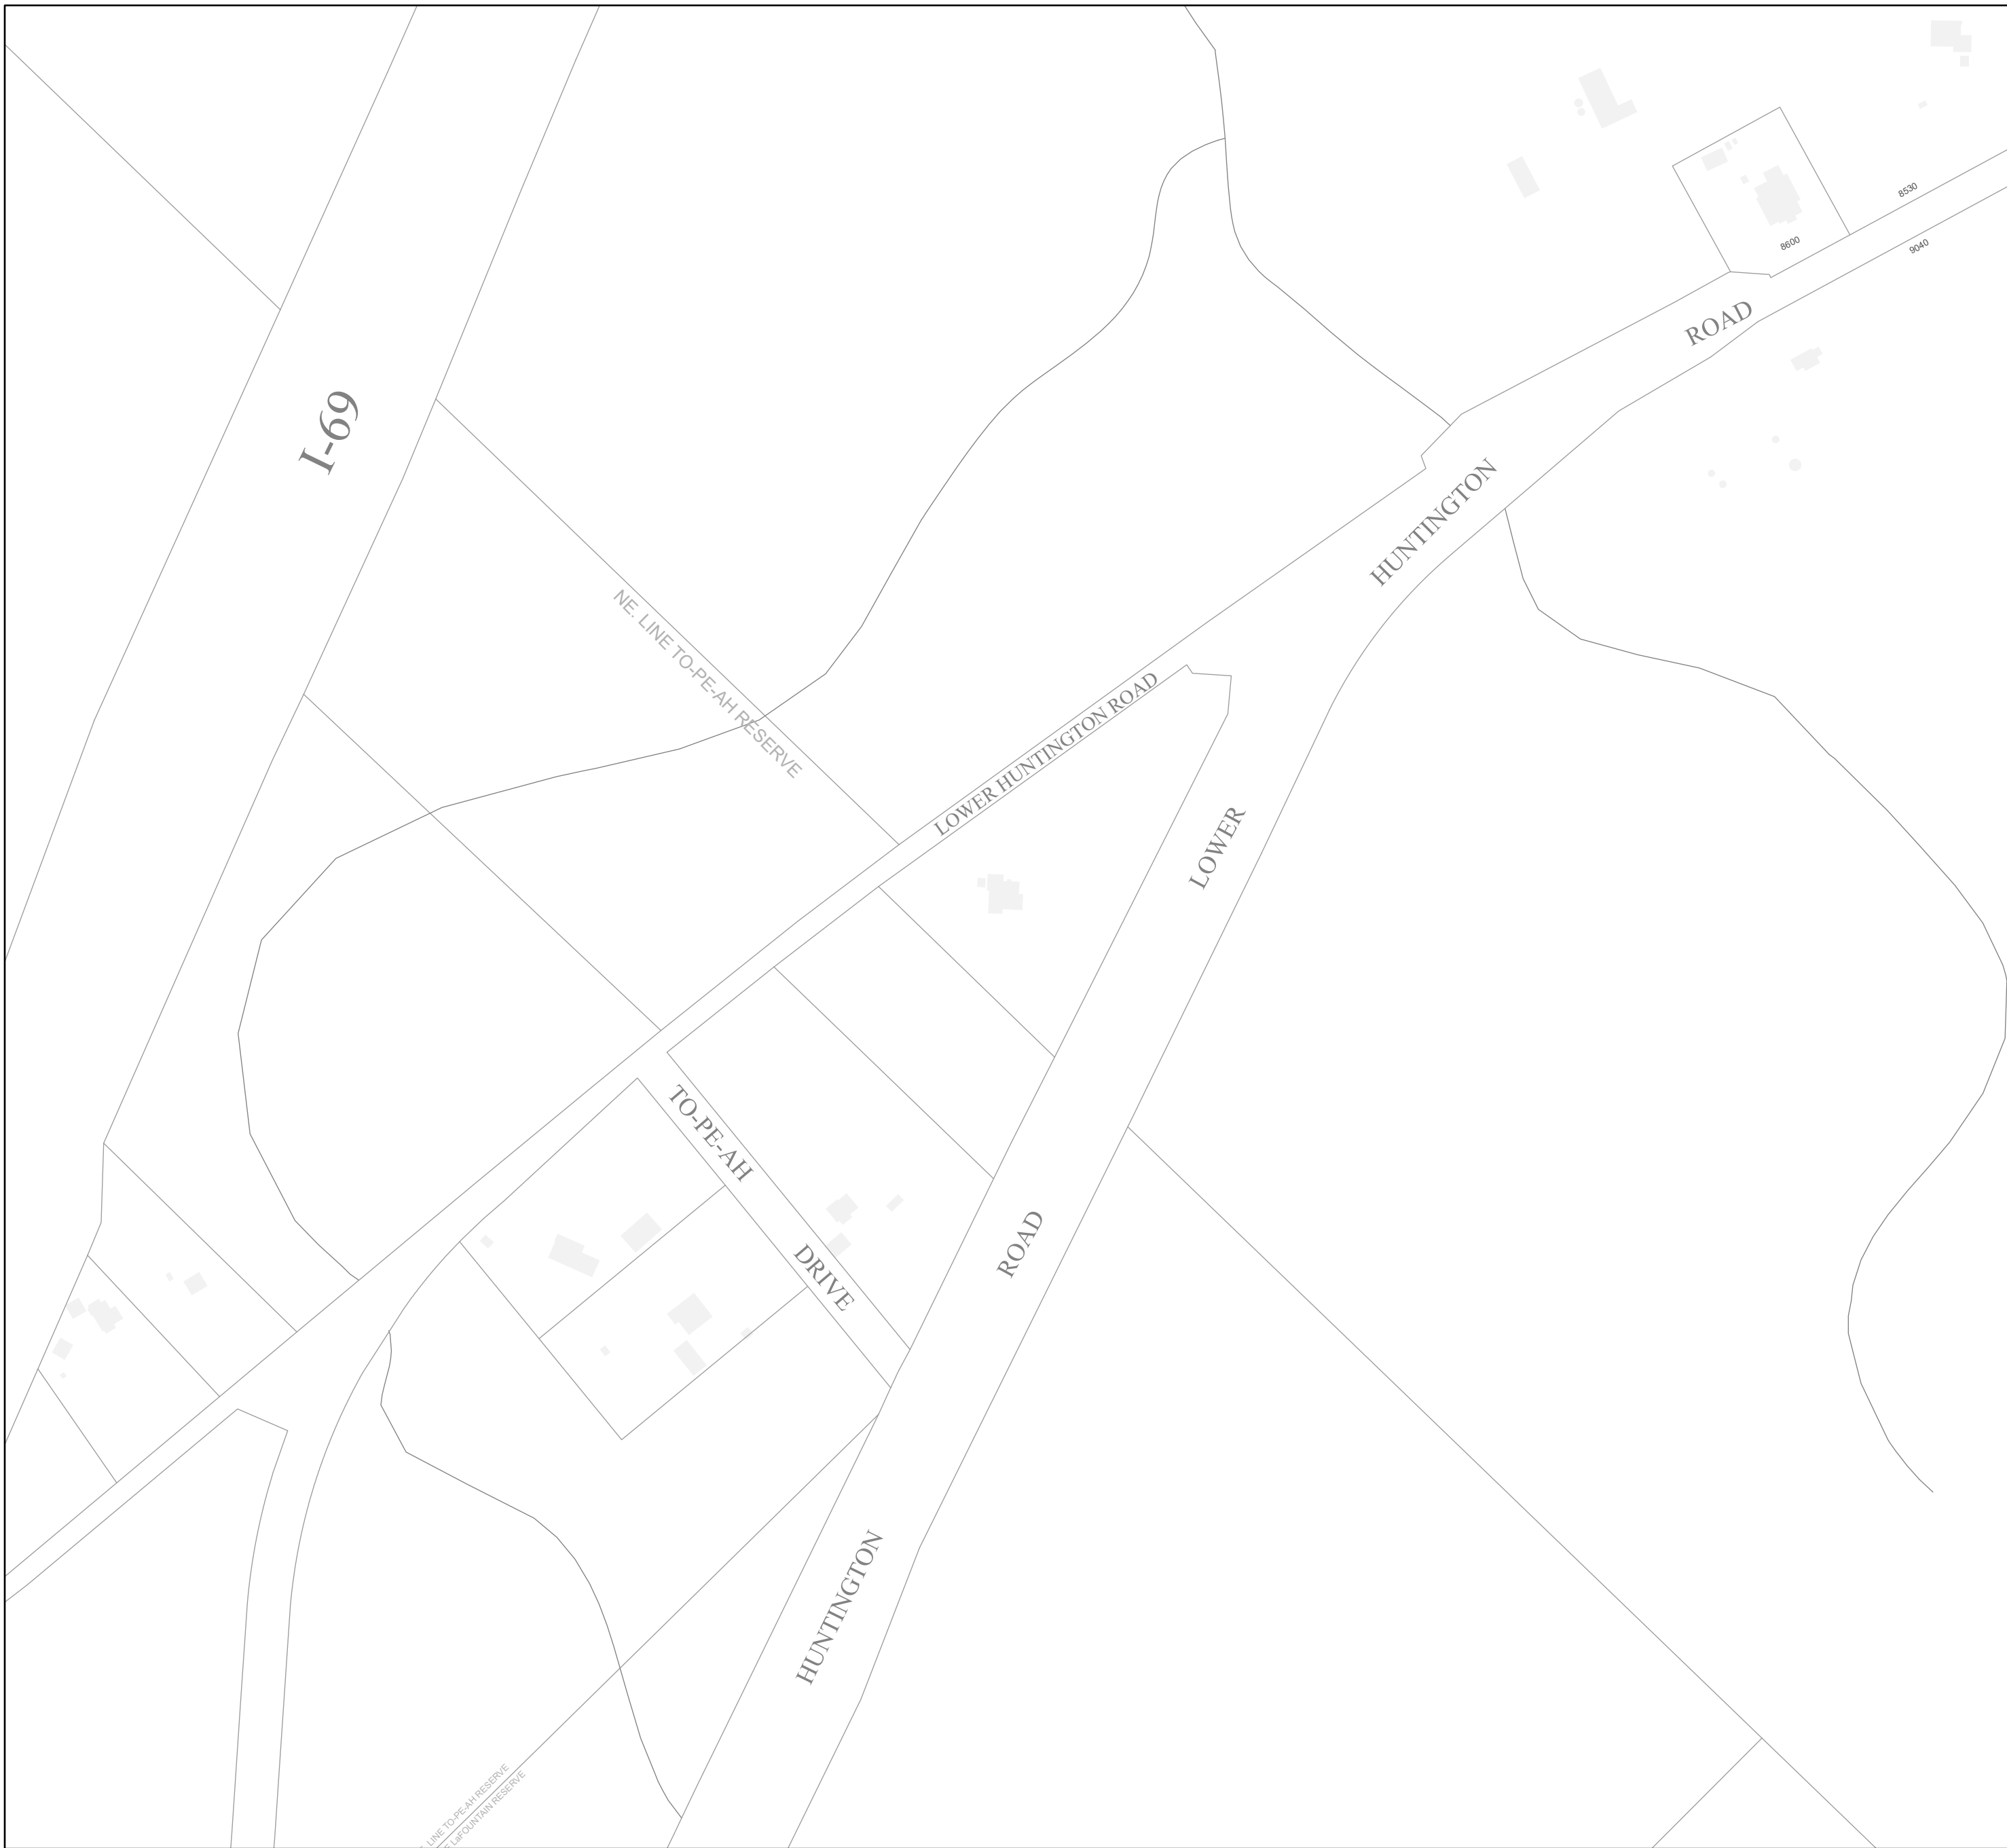 8530
9040
8600
ROAD
I-69
HUNTINGTON
NE. LINE TO-PE-AH RESERVE
LOWER HUNTINGTON ROAD
LOWER
TO-PE-AH
ROAD
DRIVE
HUNTINGTON
LINE TO-PE-AH RESERVE
LaFOUNTAIN RESERVE